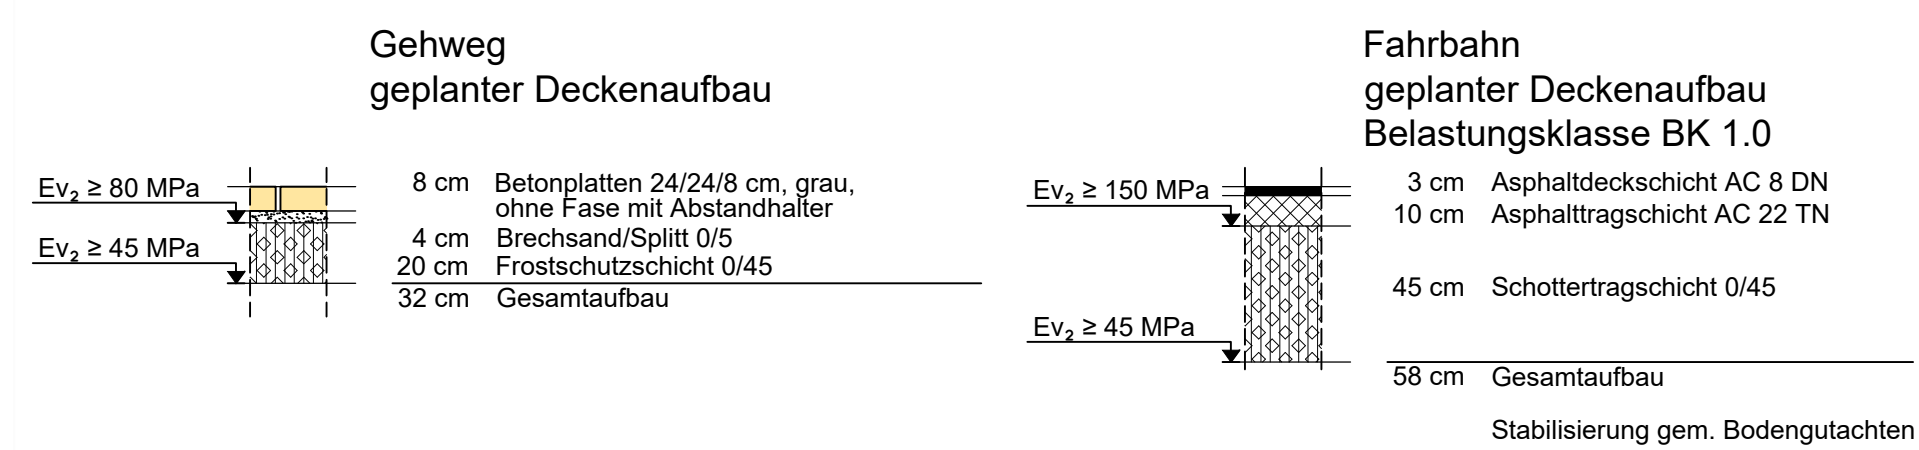 Gehweg
geplanter Deckenaufbau
Ev₂ ≥ 80 MPa
Ev₂ ≥ 45 MPa
8 cm Betonplatten 24/24/8 cm, grau,
ohne Fase mit Abstandhalter
4 cm Brechsand/Splitt 0/5
20 cm Frostschutzschicht 0/45
32 cm Gesamtaufbau
Fahrbahn
geplanter Deckenaufbau
Belastungsklasse BK 1.0
Ev₂ ≥ 150 MPa
Ev₂ ≥ 45 MPa
3 cm Asphaltdeckschicht AC 8 DN
10 cm Asphalttragschicht AC 22 TN
45 cm Schottertragschicht 0/45
58 cm Gesamtaufbau
Stabilisierung gem. Bodengutachten